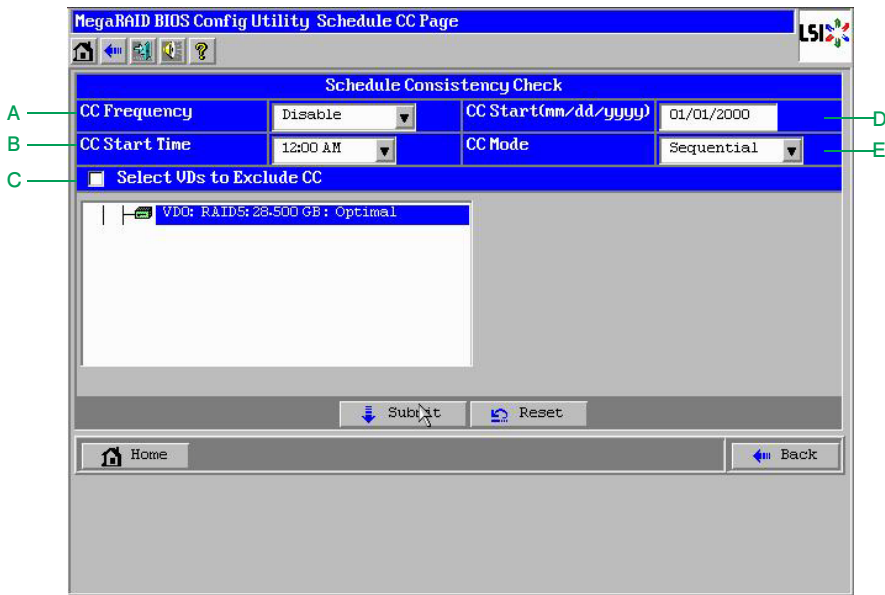 MegaRAID BIOS Config Utility Schedule CC Page
LSI
?
Schedule Consistency Check
A CC Frequency Disable CC Start(mm/dd/yyyy) 01/01/2000 D
B CC Start Time 12:00 AM CC Mode Sequential E
C Select VDs to Exclude CC
VD0: RAID5: 28.500 GB: Optimal
Submit Reset
Home Back